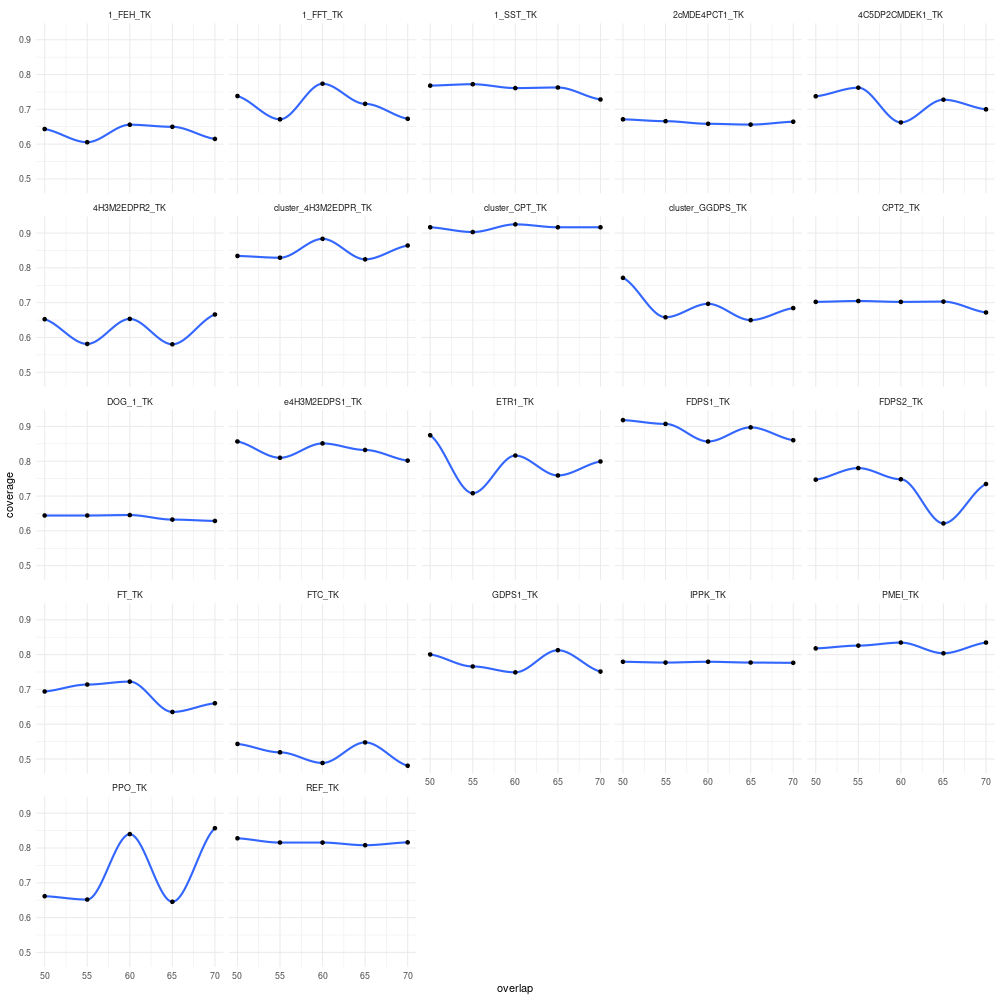 1_FEH_TK 1_FFT_TK 1_SST_TK 2cMDE4PCT1_TK 4C5DP2CMDEK1_TK
0.9
0.8
0.7
0.6
0.5
4H3M2EDPR2_TK cluster_4H3M2EDPR_TK cluster_CPT_TK cluster_GGDPS_TK CPT2_TK
0.9
0.8
0.7
0.6
0.5
DOG_1_TK e4H3M2EDPS1_TK ETR1_TK FDPS1_TK FDPS2_TK
0.9
0.8
0.7
0.6
0.5
coverage
FT_TK FTC_TK GDPS1_TK IPPK_TK PMEI_TK
0.9
0.8
0.7
0.6
0.5
50 55 60 65 70 50 55 60 65 70 50 55 60 65 70
PPO_TK REF_TK
0.9
0.8
0.7
0.6
0.5
50 55 60 65 70 50 55 60 65 70
overlap